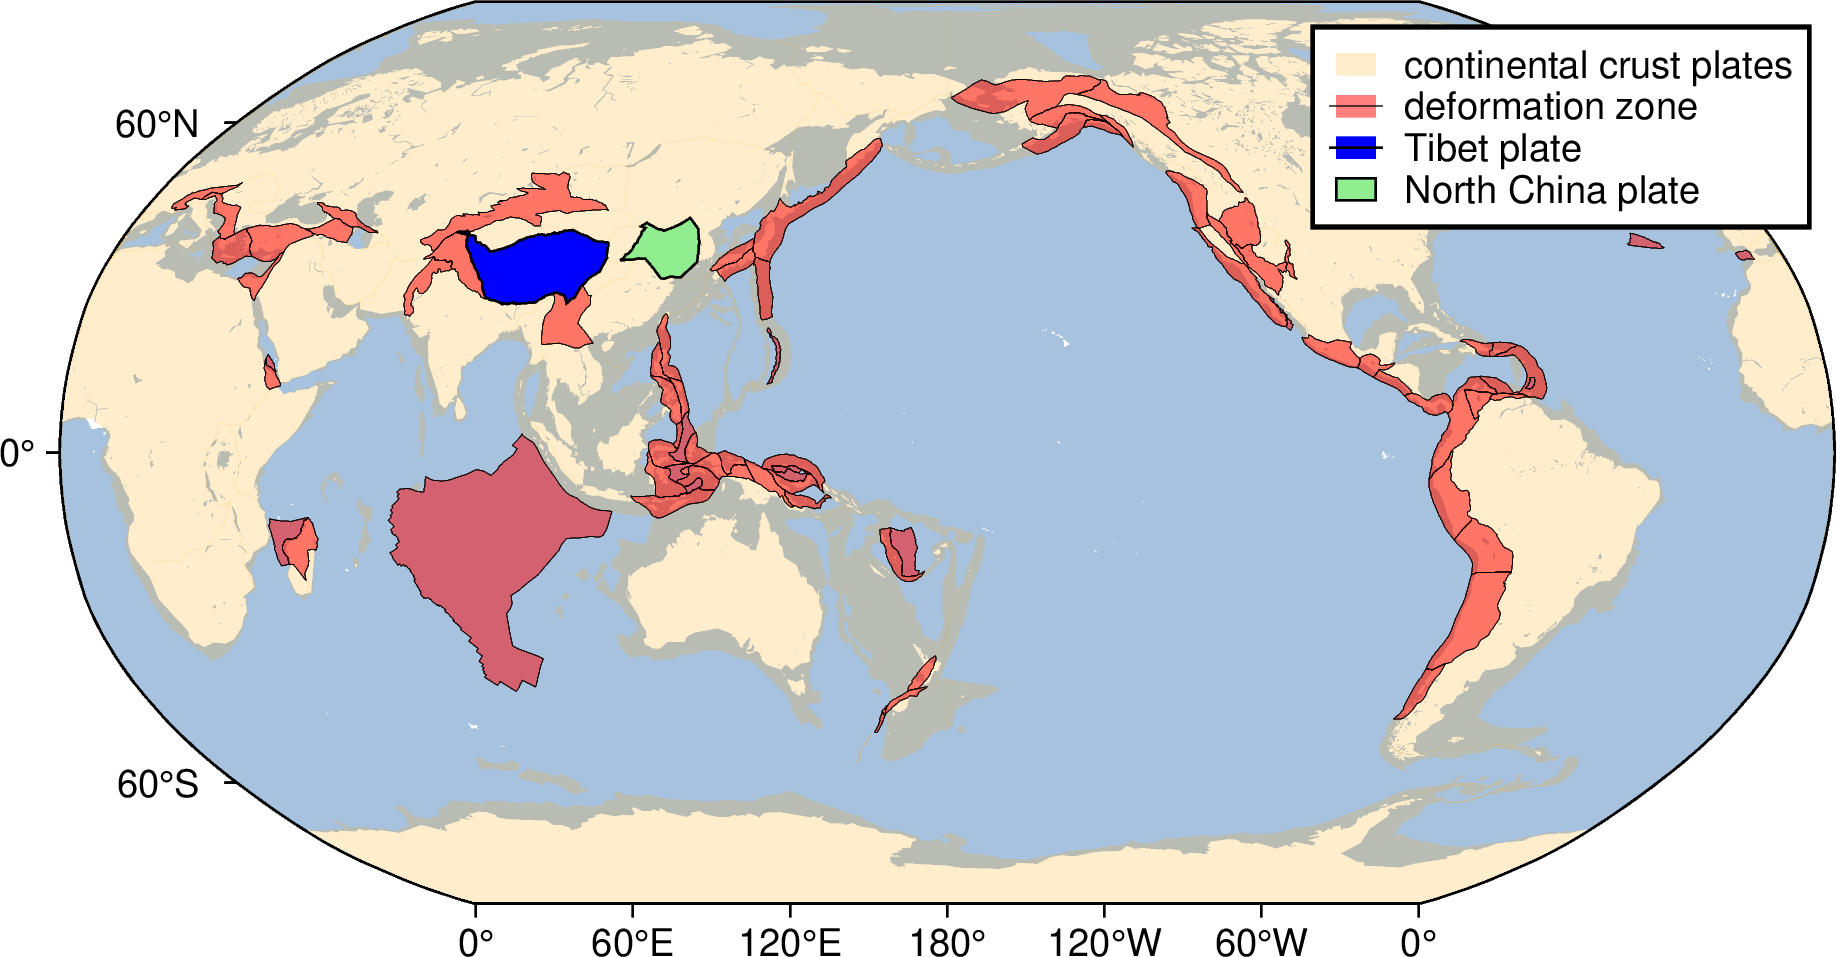 continental crust plates
deformation zone
Tibet plate
North China plate
60°N
0°
60°S
0° 60°E 120°E 180° 120°W 60°W 0°